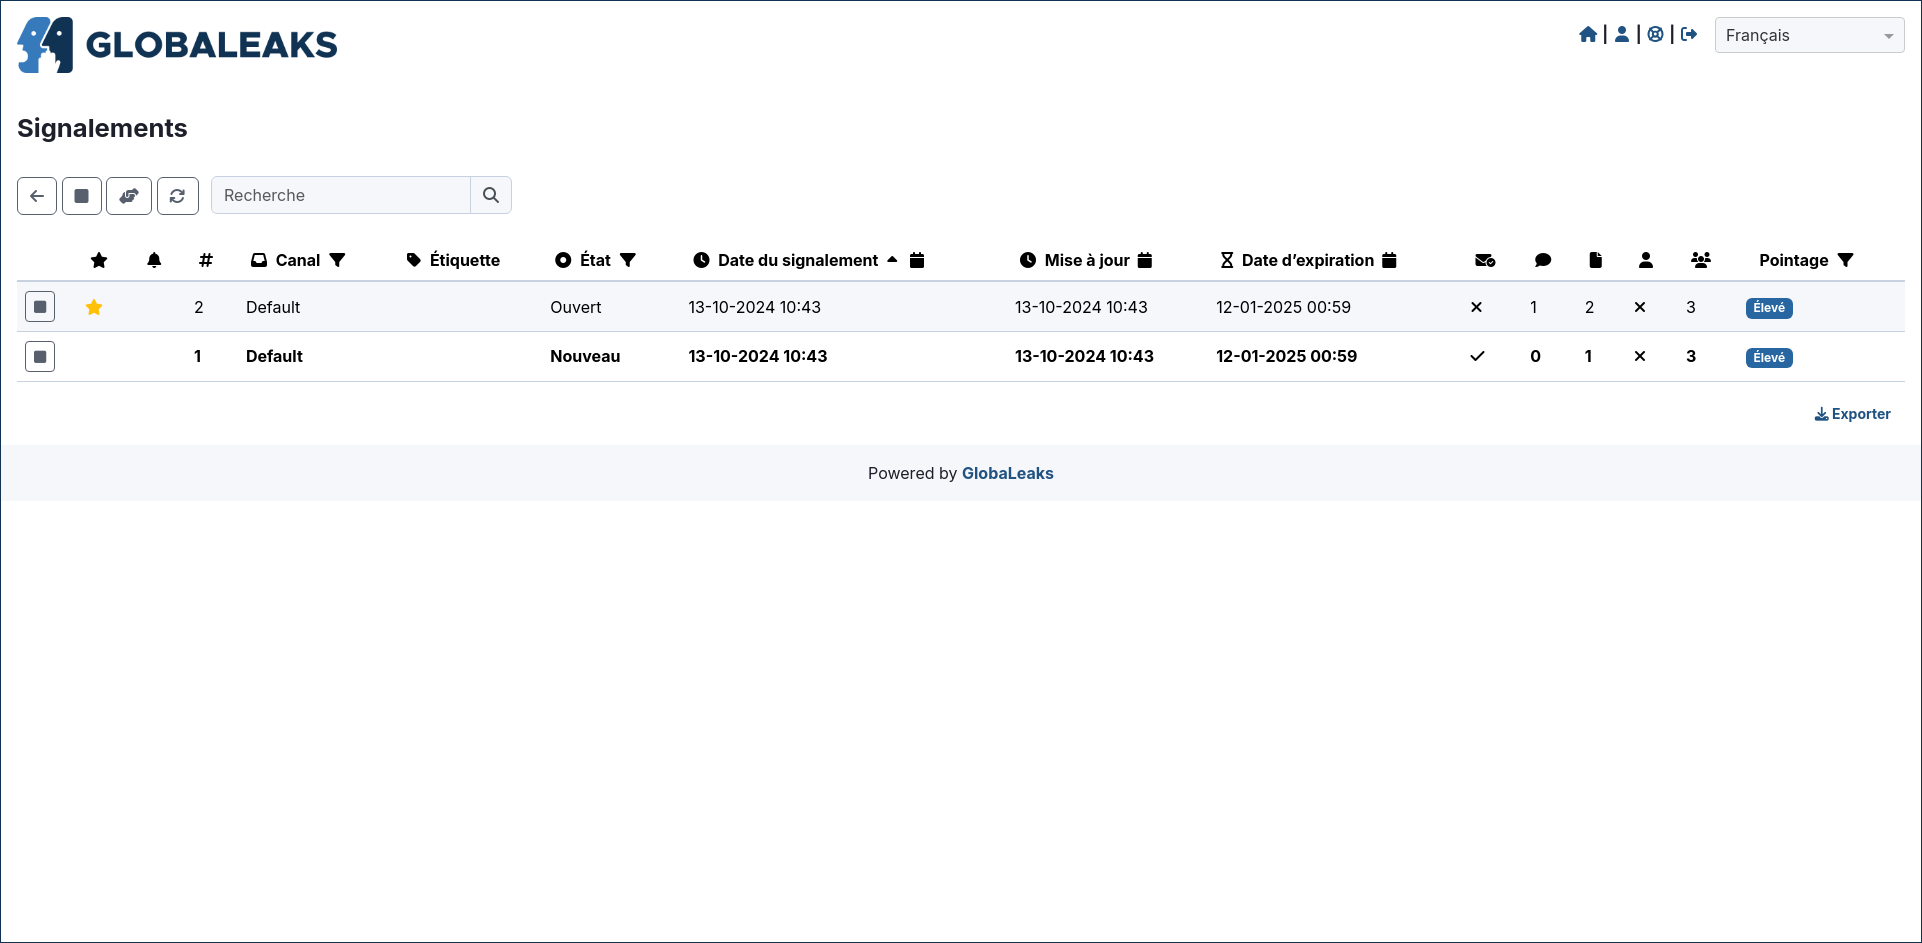 GLOBALEAKS
Français
Signalements
Recherche
# Canal Étiquette État Date du signalement Mise à jour Date d’expiration Pointage
2 Default Ouvert 13-10-2024 10:43 13-10-2024 10:43 12-01-2025 00:59 1 2 3 Élevé
1 Default Nouveau 13-10-2024 10:43 13-10-2024 10:43 12-01-2025 00:59 0 1 3 Élevé
Exporter
Powered by GlobaLeaks